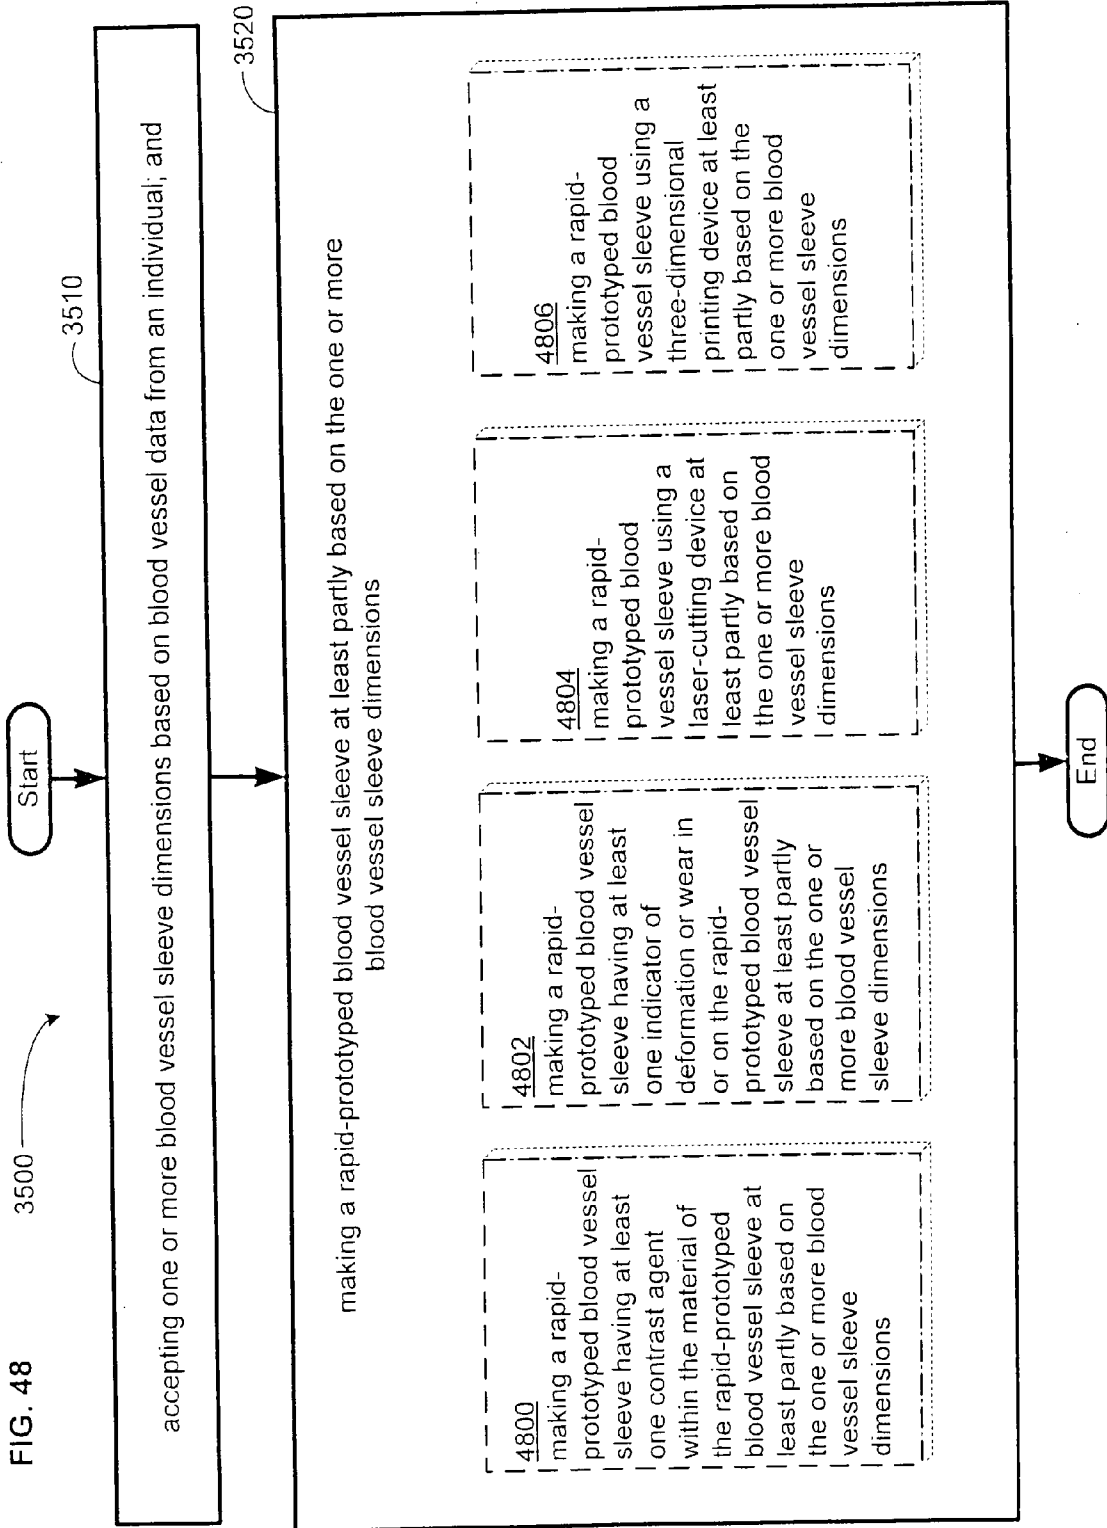 FIG. 48
3500
Start
3510
accepting one or more blood vessel sleeve dimensions based on blood vessel data from an individual; and
3520
making a rapid-prototyped blood vessel sleeve at least partly based on the one or more
blood vessel sleeve dimensions
4800
making a rapid-
prototyped blood vessel
sleeve having at least
one contrast agent
within the material of
the rapid-prototyped
blood vessel sleeve at
least partly based on
the one or more blood
vessel sleeve
dimensions
4802
making a rapid-
prototyped blood vessel
sleeve having at least
one indicator of
deformation or wear in
or on the rapid-
prototyped blood vessel
sleeve at least partly
based on the one or
more blood vessel
sleeve dimensions
4804
making a rapid-
prototyped blood
vessel sleeve using a
laser-cutting device at
least partly based on
the one or more blood
vessel sleeve
dimensions
4806
making a rapid-
prototyped blood
vessel sleeve using a
three-dimensional
printing device at least
partly based on the
one or more blood
vessel sleeve
dimensions
End